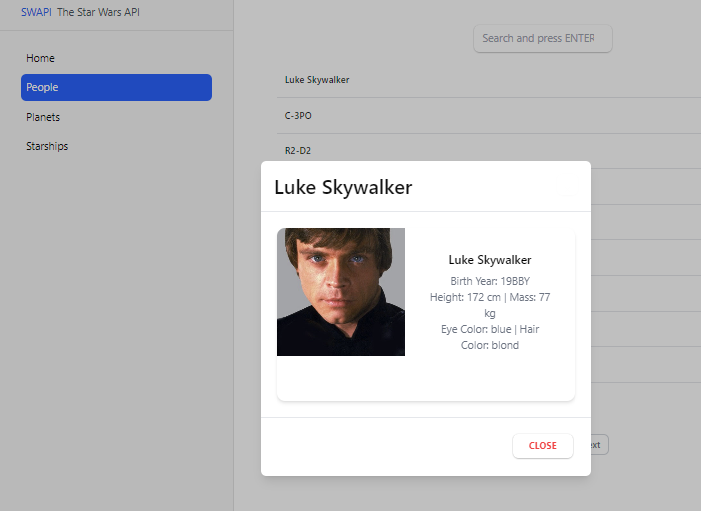 SWAPI The Star Wars API
Search and press ENTER
Home
People
Planets
Starships
Luke Skywalker
C-3PO
R2-D2
Luke Skywalker
Luke Skywalker
Birth Year: 19BBY
Height: 172 cm | Mass: 77
kg
Eye Color: blue | Hair
Color: blond
CLOSE